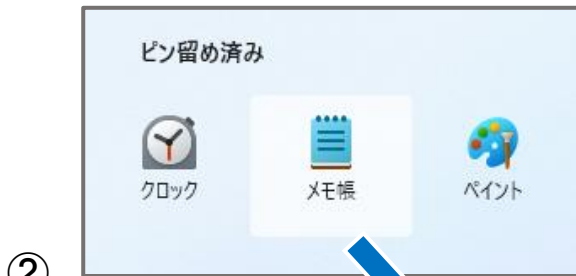 ピン留め済み
クロック
メモ帳
ペイント
②